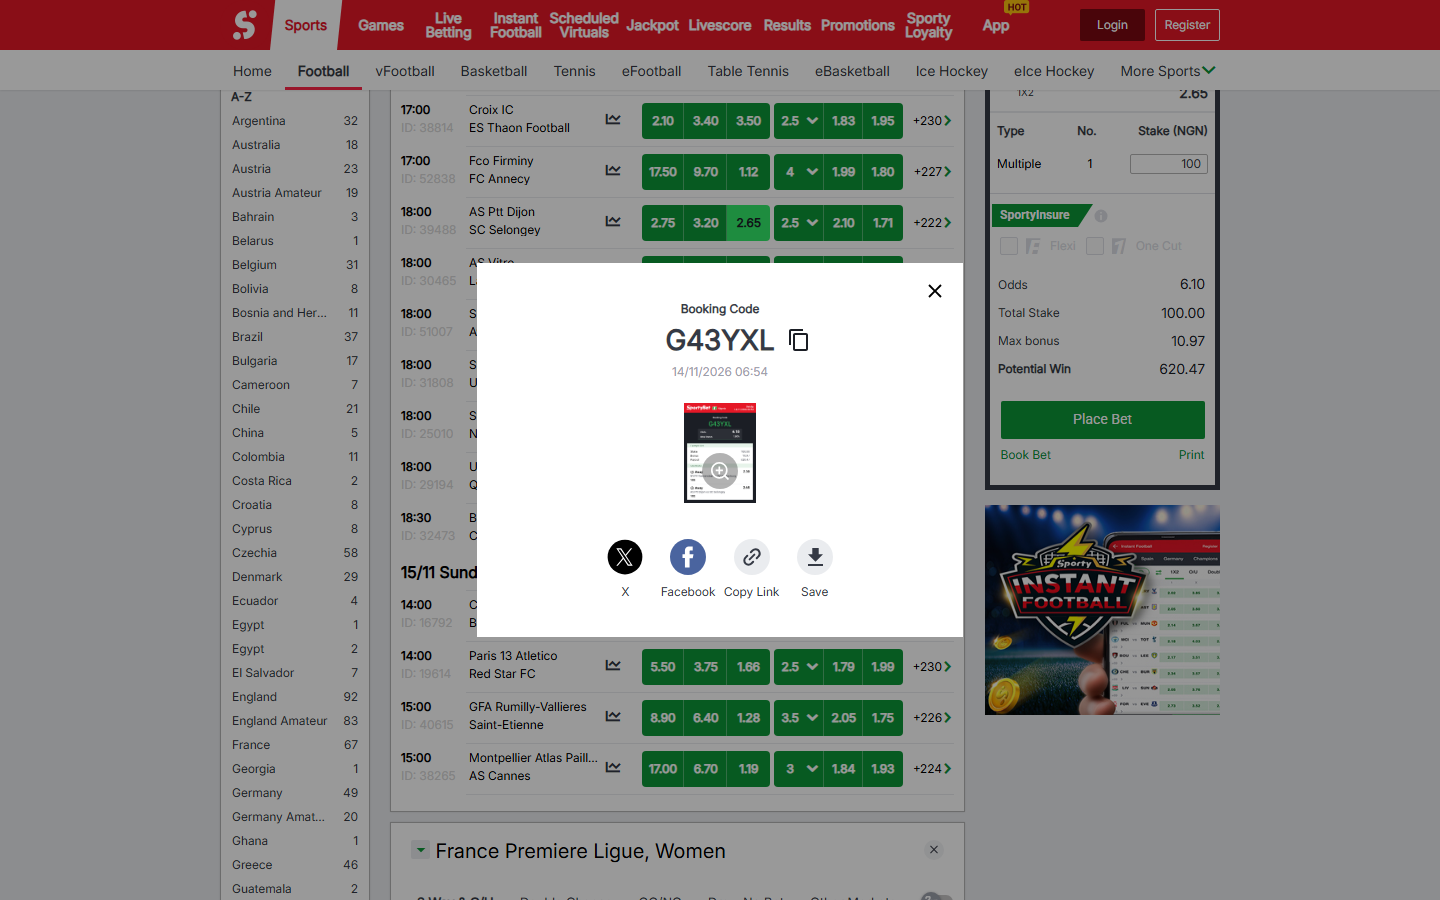 Sports
Games
Live Betting
Instant Football
Scheduled Virtuals
Jackpot
Livescore
Results
Promotions
Sporty Loyalty
App
HOT
Login
Register
Home
Football
vFootball
Basketball
Tennis
eFootball
Table Tennis
eBasketball
Ice Hockey
eIce Hockey
More Sports
A-Z
Argentina 32
Australia 18
Austria 23
Austria Amateur 19
Bahrain 3
Belarus 1
Belgium 31
Bolivia 8
Bosnia and Her... 11
Brazil 37
Bulgaria 17
Cameroon 7
Chile 21
China 5
Colombia 11
Costa Rica 2
Croatia 8
Cyprus 8
Czechia 58
Denmark 29
Ecuador 4
Egypt 1
Egypt 2
El Salvador 7
England 92
England Amateur 83
France 67
Georgia 1
Germany 49
Germany Amat... 20
Ghana 1
Greece 46
Guatemala 2
17:00 Croix IC
ID: 38814 ES Thaon Football
2.10 3.40 3.50 2.5 1.83 1.95 +230
17:00 Fco Firminy
ID: 52838 FC Annecy
17.50 9.70 1.12 4 1.99 1.80 +227
18:00 AS Ptt Dijon
ID: 39488 SC Selongey
2.75 3.20 2.65 2.5 2.10 1.71 +222
18:00 AS Vitre
ID: 30465 L
18:00 S
ID: 51007 A
18:00 S
ID: 31808 U
18:00 S
ID: 25010 N
18:00 U
ID: 29194 Q
18:30 B
ID: 32473 C
15/11 Sund
14:00 C
ID: 16792 B
14:00 Paris 13 Atletico
ID: 19614 Red Star FC
5.50 3.75 1.66 2.5 1.79 1.99 +230
15:00 GFA Rumilly-Vallieres
ID: 40615 Saint-Etienne
8.90 6.40 1.28 3.5 2.05 1.75 +226
15:00 Montpellier Atlas Paill...
ID: 38265 AS Cannes
17.00 6.70 1.19 3 1.84 1.93 +224
France Premiere Ligue, Women
Booking Code
G43YXL
14/11/2026 06:54
SportyBet
G43YXL
X
Facebook
Copy Link
Save
1X2 2.65
Type No. Stake (NGN)
Multiple 1 100
SportyInsure
Flexi
One Cut
Odds 6.10
Total Stake 100.00
Max bonus 10.97
Potential Win 620.47
Place Bet
Book Bet Print
Sporty
INSTANT
FOOTBALL